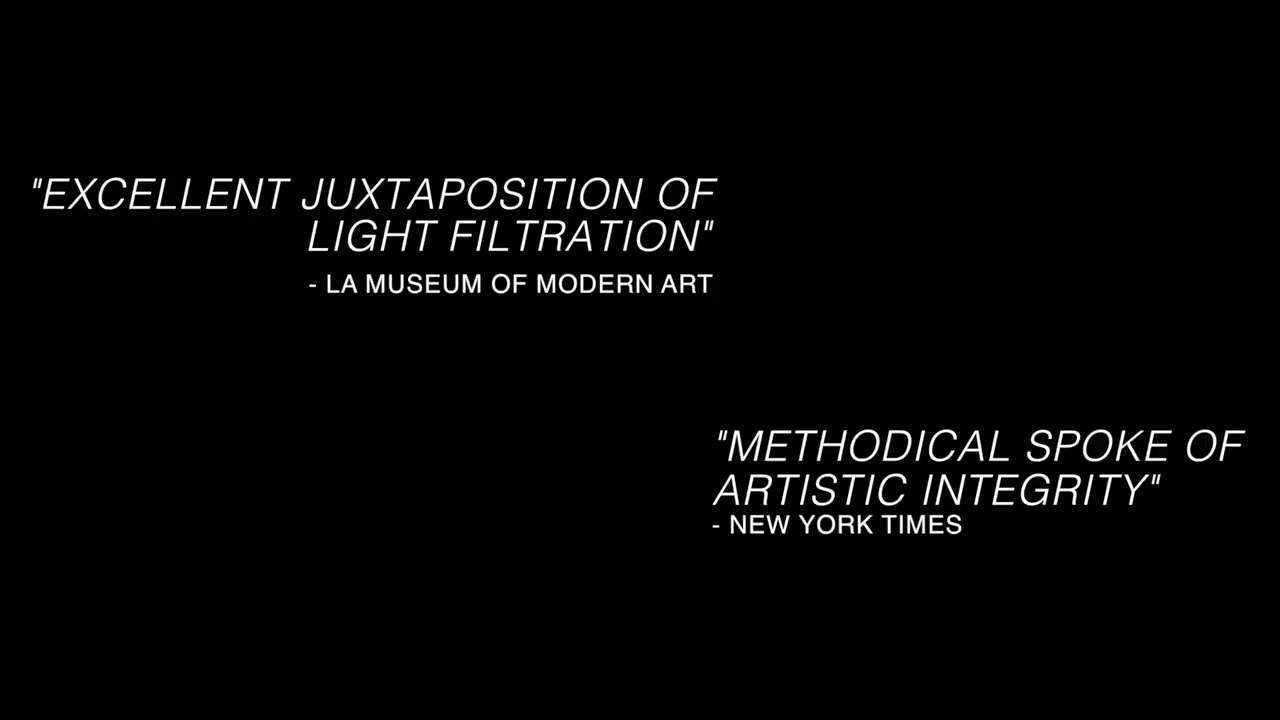 "EXCELLENT JUXTAPOSITION OF
LIGHT FILTRATION"
- LA MUSEUM OF MODERN ART
"METHODICAL SPOKE OF
ARTISTIC INTEGRITY"
- NEW YORK TIMES